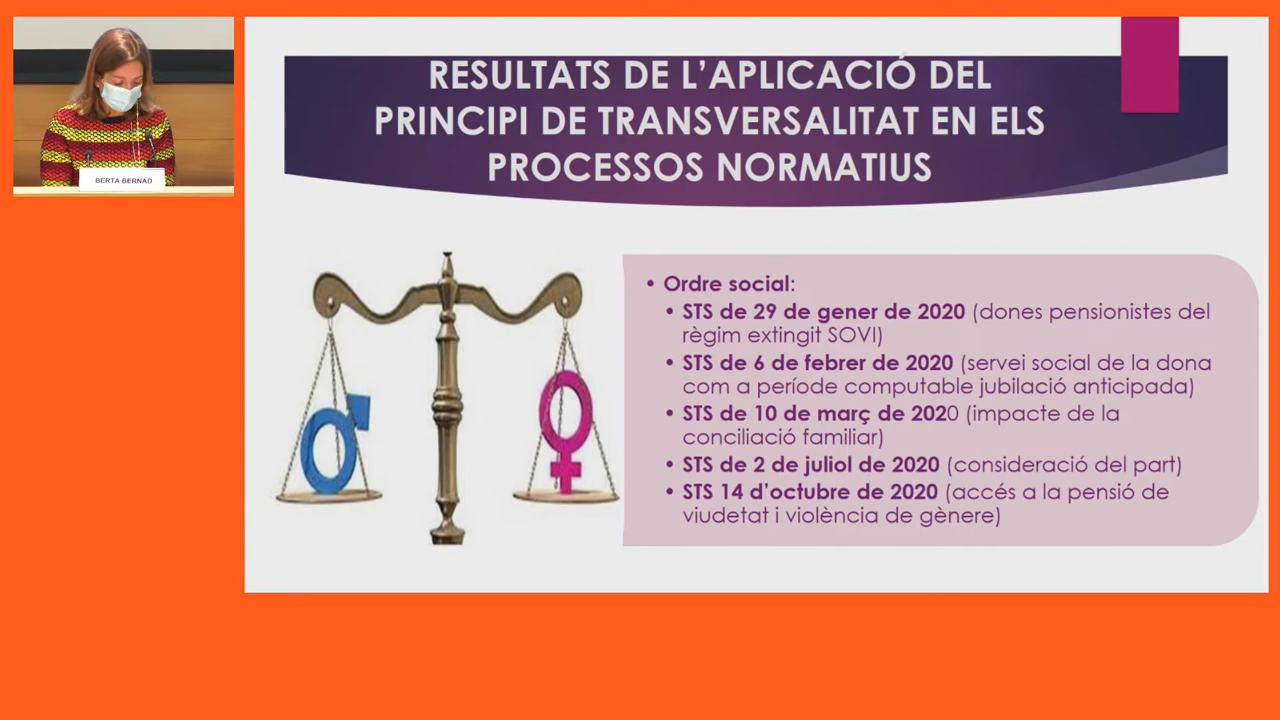 BERTA BERNAD
RESULTATS DE L'APLICACIÓ DEL
PRINCIPI DE TRANSVERSALITAT EN ELS
PROCESSOS NORMATIUS
• Ordre social:
• STS de 29 de gener de 2020 (dones pensionistes del
règim extingit SOVI)
• STS de 6 de febrer de 2020 (servei social de la dona
com a període computable jubilació anticipada)
• STS de 10 de març de 2020 (impacte de la
conciliació familiar)
• STS de 2 de juliol de 2020 (consideració del part)
• STS 14 d'octubre de 2020 (accés a la pensió de
viudetat i violència de gènere)